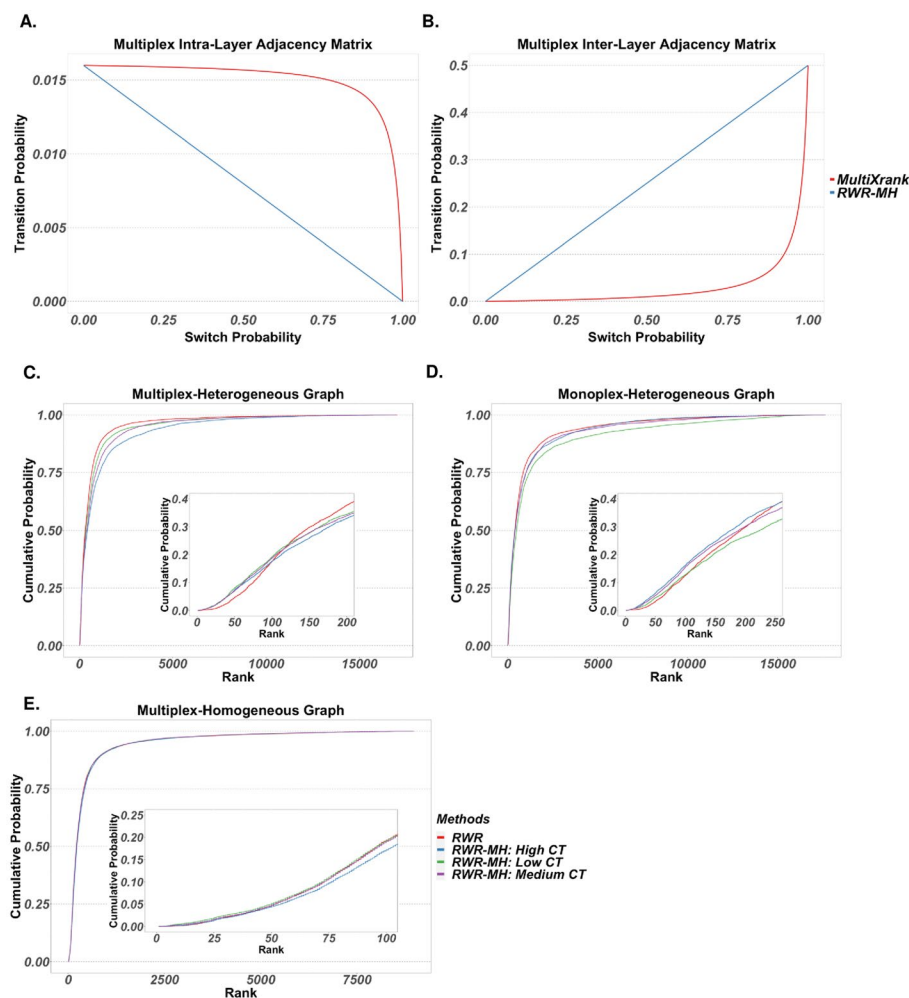 A.
Multiplex Intra-Layer Adjacency Matrix
Transition Probability
0.015
0.010
0.005
0.000
0.00 0.25 0.50 0.75 1.00
Switch Probability
B.
Multiplex Inter-Layer Adjacency Matrix
Transition Probability
0.5
0.4
0.3
0.2
0.1
0.0
0.00 0.25 0.50 0.75 1.00
Switch Probability
MultiXrank
RWR-MH
C.
Multiplex-Heterogeneous Graph
Cumulative Probability
1.00
0.75
0.50
0.25
0.00
0 5000 10000 15000
Rank
Cumulative Probability
0.4
0.3
0.2
0.1
0.0
0 50 100 150 200
Rank
D.
Monoplex-Heterogeneous Graph
Cumulative Probability
1.00
0.75
0.50
0.25
0.00
0 5000 10000 15000
Rank
Cumulative Probability
0.4
0.3
0.2
0.1
0.0
0 50 100 150 200 250
Rank
E.
Multiplex-Homogeneous Graph
Cumulative Probability
1.00
0.75
0.50
0.25
0.00
0 2500 5000 7500
Rank
Cumulative Probability
0.25
0.20
0.15
0.10
0.05
0.00
0 25 50 75 100
Rank
Methods
RWR
RWR-MH: High CT
RWR-MH: Low CT
RWR-MH: Medium CT